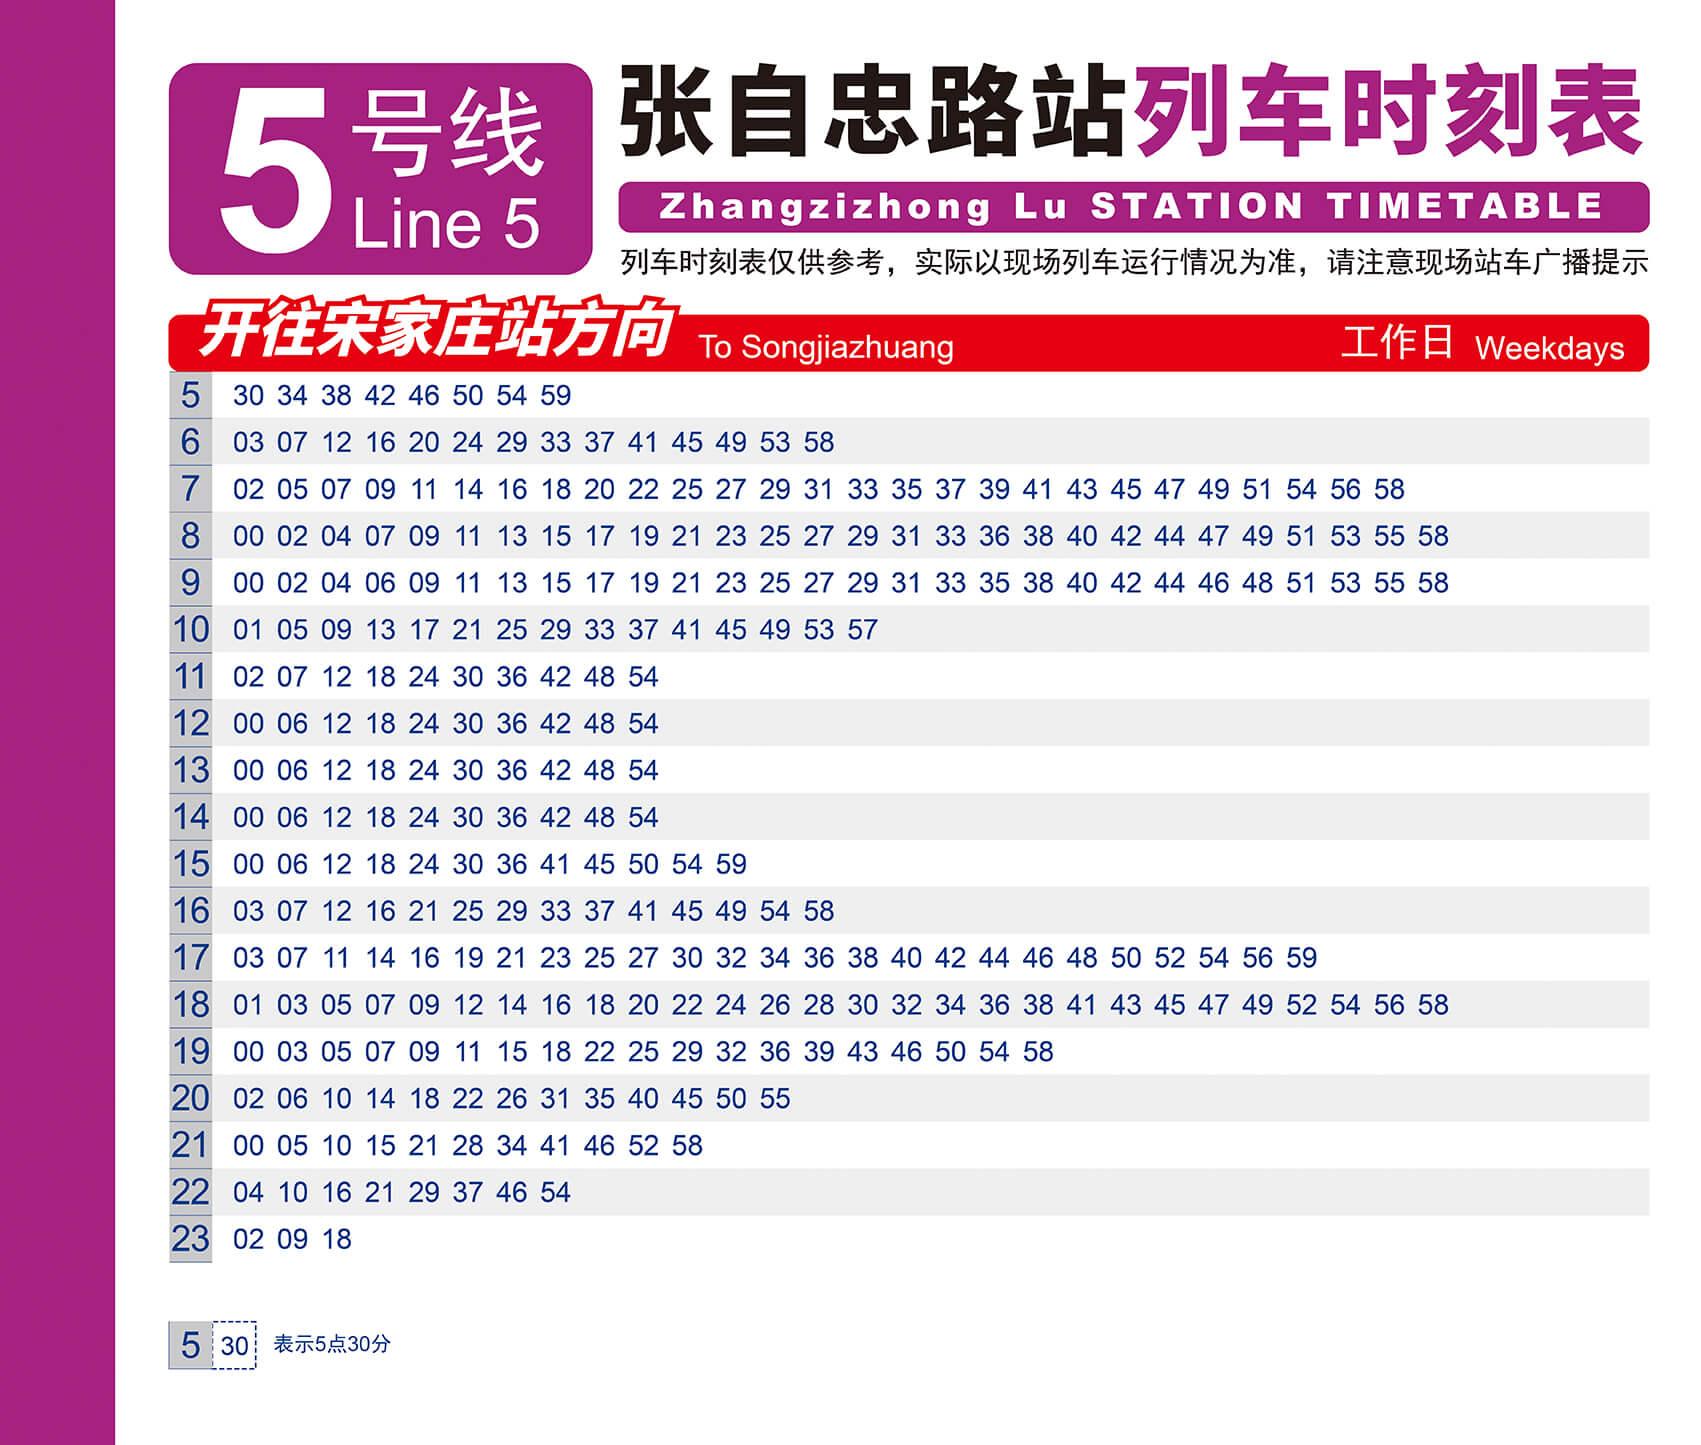 5号线
Line 5
张自忠路站列车时刻表
Zhangzizhong Lu STATION TIMETABLE
列车时刻表仅供参考，实际以现场列车运行情况为准，请注意现场站车广播提示
开往宋家庄站方向 To Songjiazhuang 工作日 Weekdays
5 30 34 38 42 46 50 54 59
6 03 07 12 16 20 24 29 33 37 41 45 49 53 58
7 02 05 07 09 11 14 16 18 20 22 25 27 29 31 33 35 37 39 41 43 45 47 49 51 54 56 58
8 00 02 04 07 09 11 13 15 17 19 21 23 25 27 29 31 33 36 38 40 42 44 47 49 51 53 55 58
9 00 02 04 06 09 11 13 15 17 19 21 23 25 27 29 31 33 35 38 40 42 44 46 48 51 53 55 58
10 01 05 09 13 17 21 25 29 33 37 41 45 49 53 57
11 02 07 12 18 24 30 36 42 48 54
12 00 06 12 18 24 30 36 42 48 54
13 00 06 12 18 24 30 36 42 48 54
14 00 06 12 18 24 30 36 42 48 54
15 00 06 12 18 24 30 36 41 45 50 54 59
16 03 07 12 16 21 25 29 33 37 41 45 49 54 58
17 03 07 11 14 16 19 21 23 25 27 30 32 34 36 38 40 42 44 46 48 50 52 54 56 59
18 01 03 05 07 09 12 14 16 18 20 22 24 26 28 30 32 34 36 38 41 43 45 47 49 52 54 56 58
19 00 03 05 07 09 11 15 18 22 25 29 32 36 39 43 46 50 54 58
20 02 06 10 14 18 22 26 31 35 40 45 50 55
21 00 05 10 15 21 28 34 41 46 52 58
22 04 10 16 21 29 37 46 54
23 02 09 18
5 30 表示5点30分